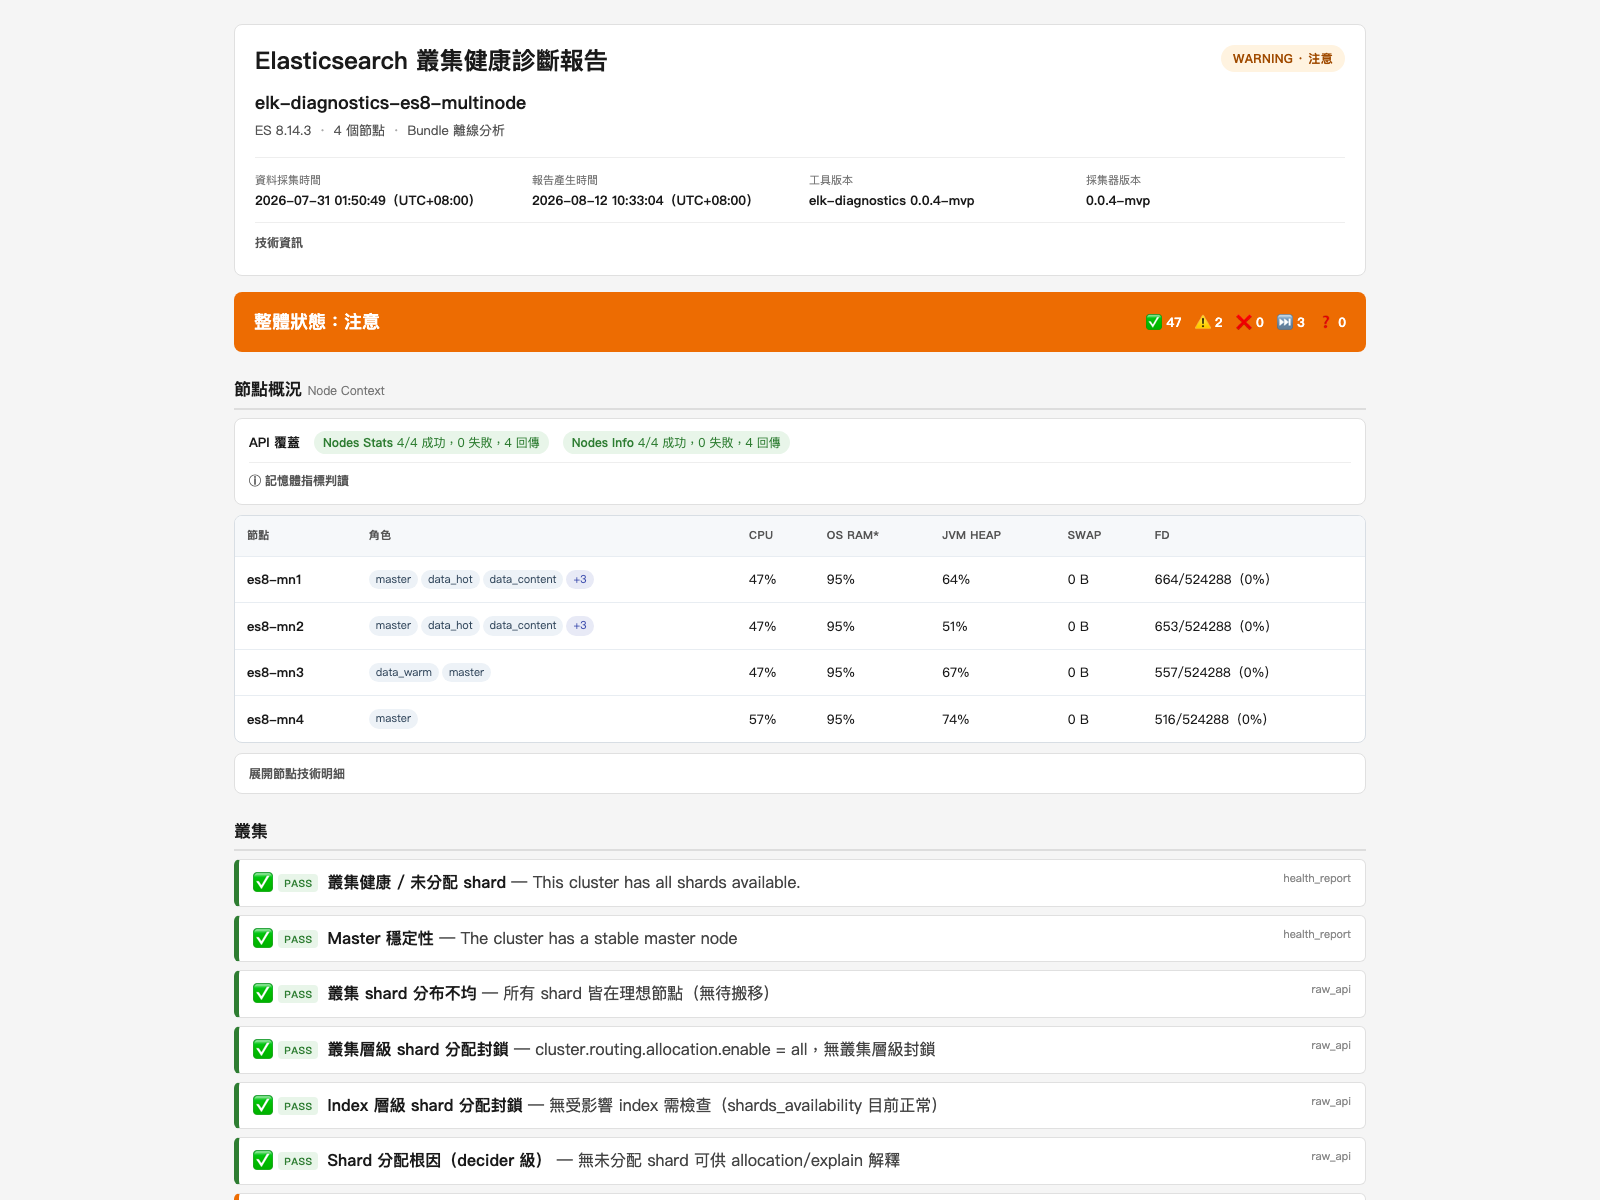 Elasticsearch 叢集健康診斷報告
WARNING · 注意
elk-diagnostics-es8-multinode
ES 8.14.3 · 4 個節點 · Bundle 離線分析
資料採集時間 報告產生時間 工具版本 採集器版本
2026-07-31 01:50:49（UTC+08:00） 2026-08-12 10:33:04（UTC+08:00） elk-diagnostics 0.0.4-mvp 0.0.4-mvp
技術資訊
整體狀態：注意 ✅ 47 ⚠️ 2 ❌ 0 ⏭️ 3 ❓ 0
節點概況 Node Context
API 覆蓋 Nodes Stats 4/4 成功，0 失敗，4 回傳 Nodes Info 4/4 成功，0 失敗，4 回傳
ⓘ 記憶體指標判讀
節點 角色 CPU OS RAM* JVM HEAP SWAP FD
es8-mn1 master data_hot data_content +3 47% 95% 64% 0 B 664/524288（0%）
es8-mn2 master data_hot data_content +3 47% 95% 51% 0 B 653/524288（0%）
es8-mn3 data_warm master 47% 95% 67% 0 B 557/524288（0%）
es8-mn4 master 57% 95% 74% 0 B 516/524288（0%）
展開節點技術明細
叢集
✅ PASS 叢集健康 / 未分配 shard — This cluster has all shards available. health_report
✅ PASS Master 穩定性 — The cluster has a stable master node health_report
✅ PASS 叢集 shard 分布不均 — 所有 shard 皆在理想節點（無待搬移） raw_api
✅ PASS 叢集層級 shard 分配封鎖 — cluster.routing.allocation.enable = all，無叢集層級封鎖 raw_api
✅ PASS Index 層級 shard 分配封鎖 — 無受影響 index 需檢查（shards_availability 目前正常） raw_api
✅ PASS Shard 分配根因（decider 級） — 無未分配 shard 可供 allocation/explain 解釋 raw_api